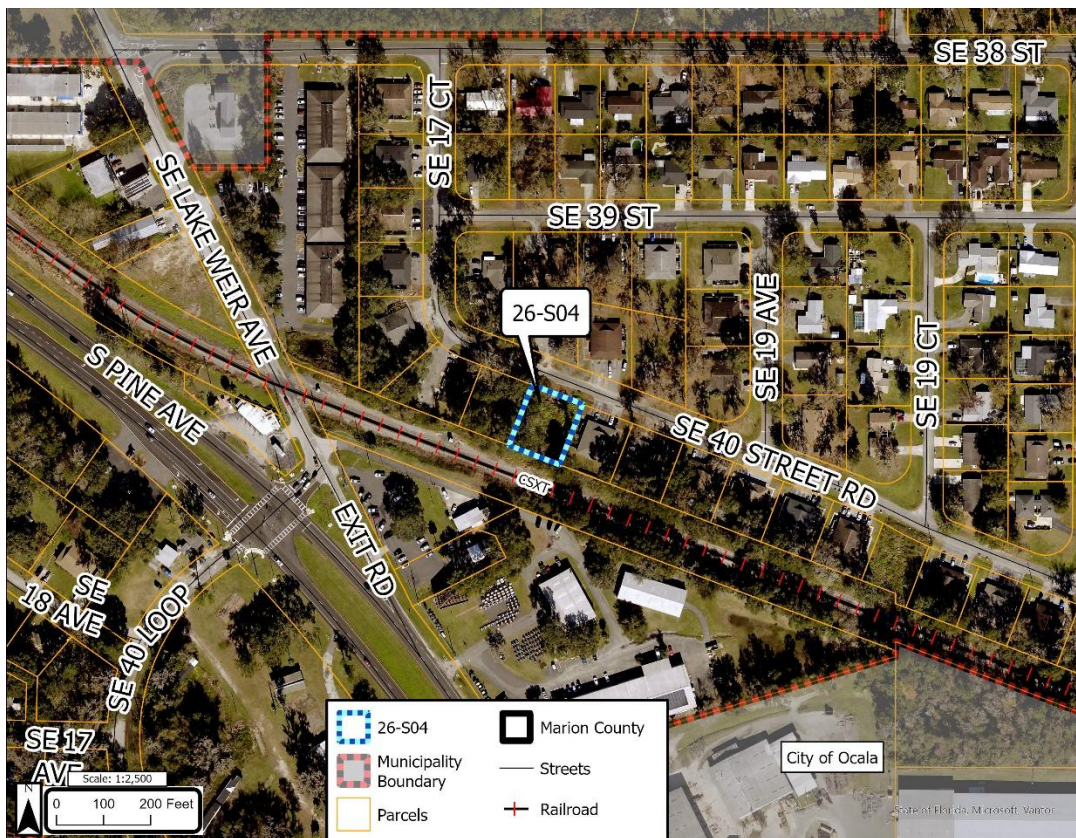 SE 38 ST
SE 17 CT
SE LAKE WEIR AVE
SE 39 ST
26-S04
SE 19 AVE
SE 19 CT
S PINE AVE
SE 40 STREET RD
CSXT
EXIT RD
SE
18 AVE
SE 40 LOOP
SE 17
AVE
26-S04
Marion County
Municipality
Boundary
Streets
Parcels
Railroad
City of Ocala
Scale: 1:2,500
N
0 100 200 Feet
State of Florida, Microsoft, Vantor